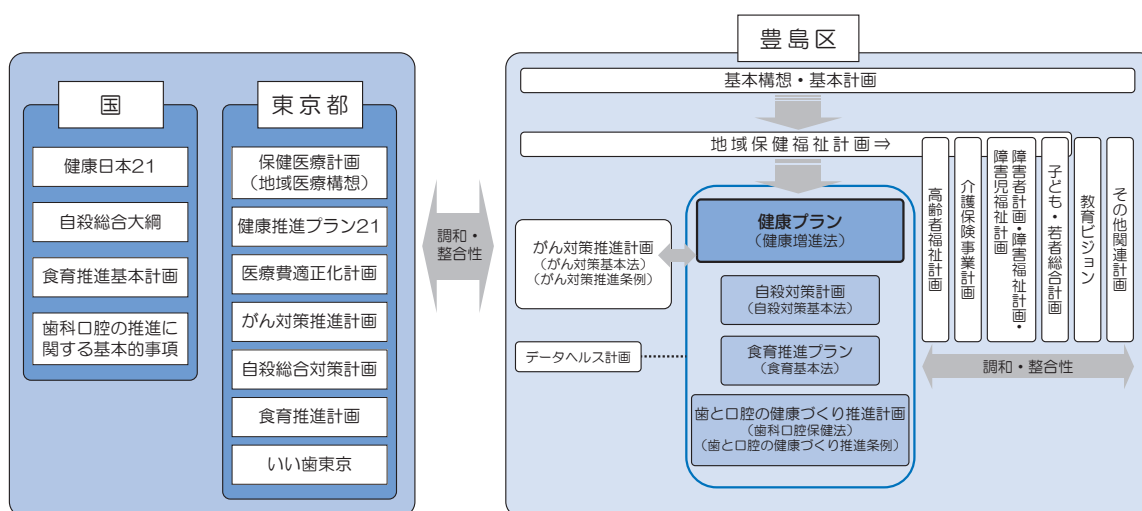 国
健康日本21
自殺総合大綱
食育推進基本計画
歯科口腔の推進に
関する基本的事項
東京都
保健医療計画
（地域医療構想）
健康推進プラン21
医療費適正化計画
がん対策推進計画
自殺総合対策計画
食育推進計画
いい歯東京
調和・
整合性
豊島区
基本構想・基本計画
地域保健福祉計画⇒
健康プラン
（健康増進法）
がん対策推進計画
（がん対策基本法）
（がん対策推進条例）
自殺対策計画
（自殺対策基本法）
データヘルス計画
食育推進プラン
（食育基本法）
歯と口腔の健康づくり推進計画
（歯科口腔保健法）
（歯と口腔の健康づくり推進条例）
高齢者福祉計画
介護保険事業計画
障害者計画・障害福祉計画・
障害児福祉計画
子ども・若者総合計画
教育ビジョン
その他関連計画
調和・整合性